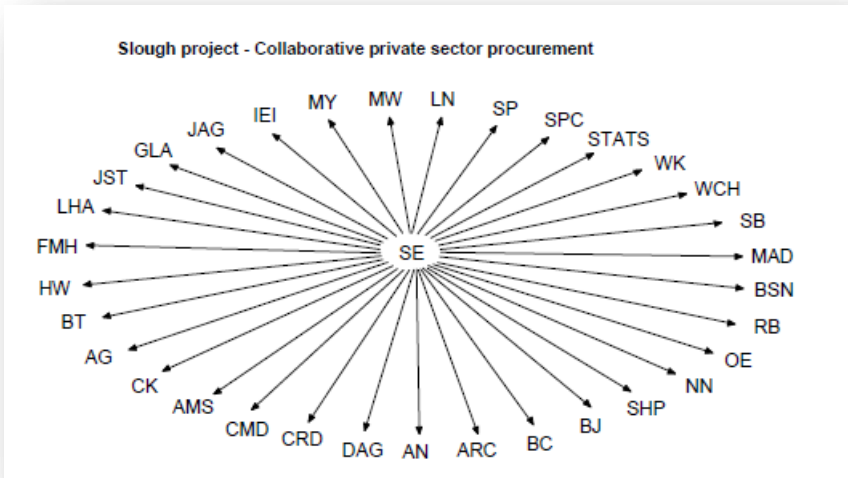 Slough project - Collaborative private sector procurement
MY
MW
LN
SP
IEI
SPC
JAG
STATS
GLA
WK
JST
WCH
LHA
SB
FMH
SE
MAD
HW
BSN
BT
RB
AG
OE
CK
NN
AMS
SHP
CMD
BJ
CRD
BC
DAG
AN
ARC